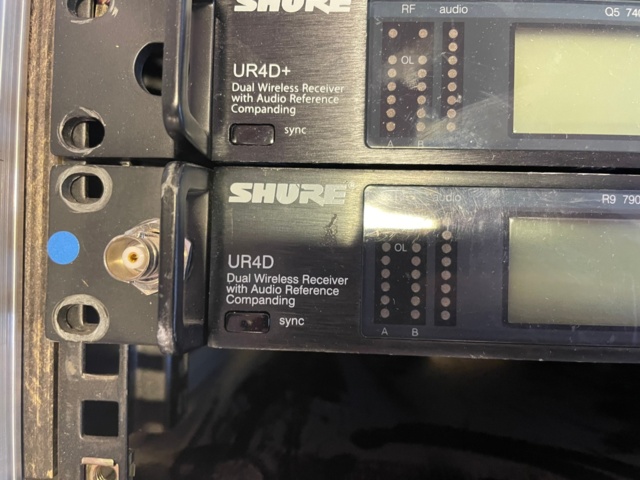 SHURE
RF audio
Q5 740
UR4D+
OL
Dual Wireless Receiver
with Audio Reference
Companding
sync
A B
SHURE
audio
R9 790
OL
UR4D
Dual Wireless Receiver
with Audio Reference
Companding
sync
A B